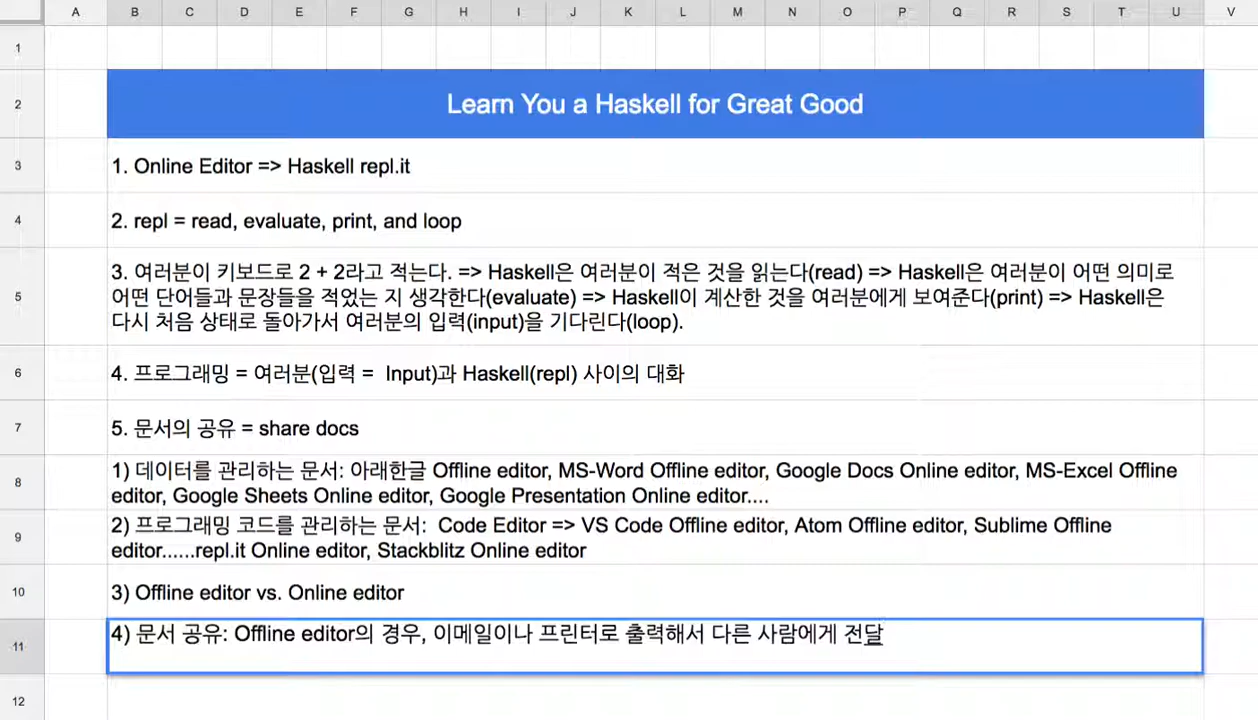 A B C D E F G H I J K L M N O P Q R S T U V
1
2 Learn You a Haskell for Great Good
3 1. Online Editor => Haskell repl.it
4 2. repl = read, evaluate, print, and loop
3. 여러분이 키보드로 2 + 2라고 적는다. => Haskell은 여러분이 적은 것을 읽는다(read) => Haskell은 여러분이 어떤 의미로
5 어떤 단어들과 문장들을 적었는 지 생각한다(evaluate) => Haskell이 계산한 것을 여러분에게 보여준다(print) => Haskell은
다시 처음 상태로 돌아가서 여러분의 입력(input)을 기다린다(loop).
6 4. 프로그래밍 = 여러분(입력 = Input)과 Haskell(repl) 사이의 대화
7 5. 문서의 공유 = share docs
8 1) 데이터를 관리하는 문서: 아래한글 Offline editor, MS-Word Offline editor, Google Docs Online editor, MS-Excel Offline
editor, Google Sheets Online editor, Google Presentation Online editor....
9 2) 프로그래밍 코드를 관리하는 문서: Code Editor => VS Code Offline editor, Atom Offline editor, Sublime Offline
editor......repl.it Online editor, Stackblitz Online editor
10 3) Offline editor vs. Online editor
11 4) 문서 공유: Offline editor의 경우, 이메일이나 프린터로 출력해서 다른 사람에게 전달
12